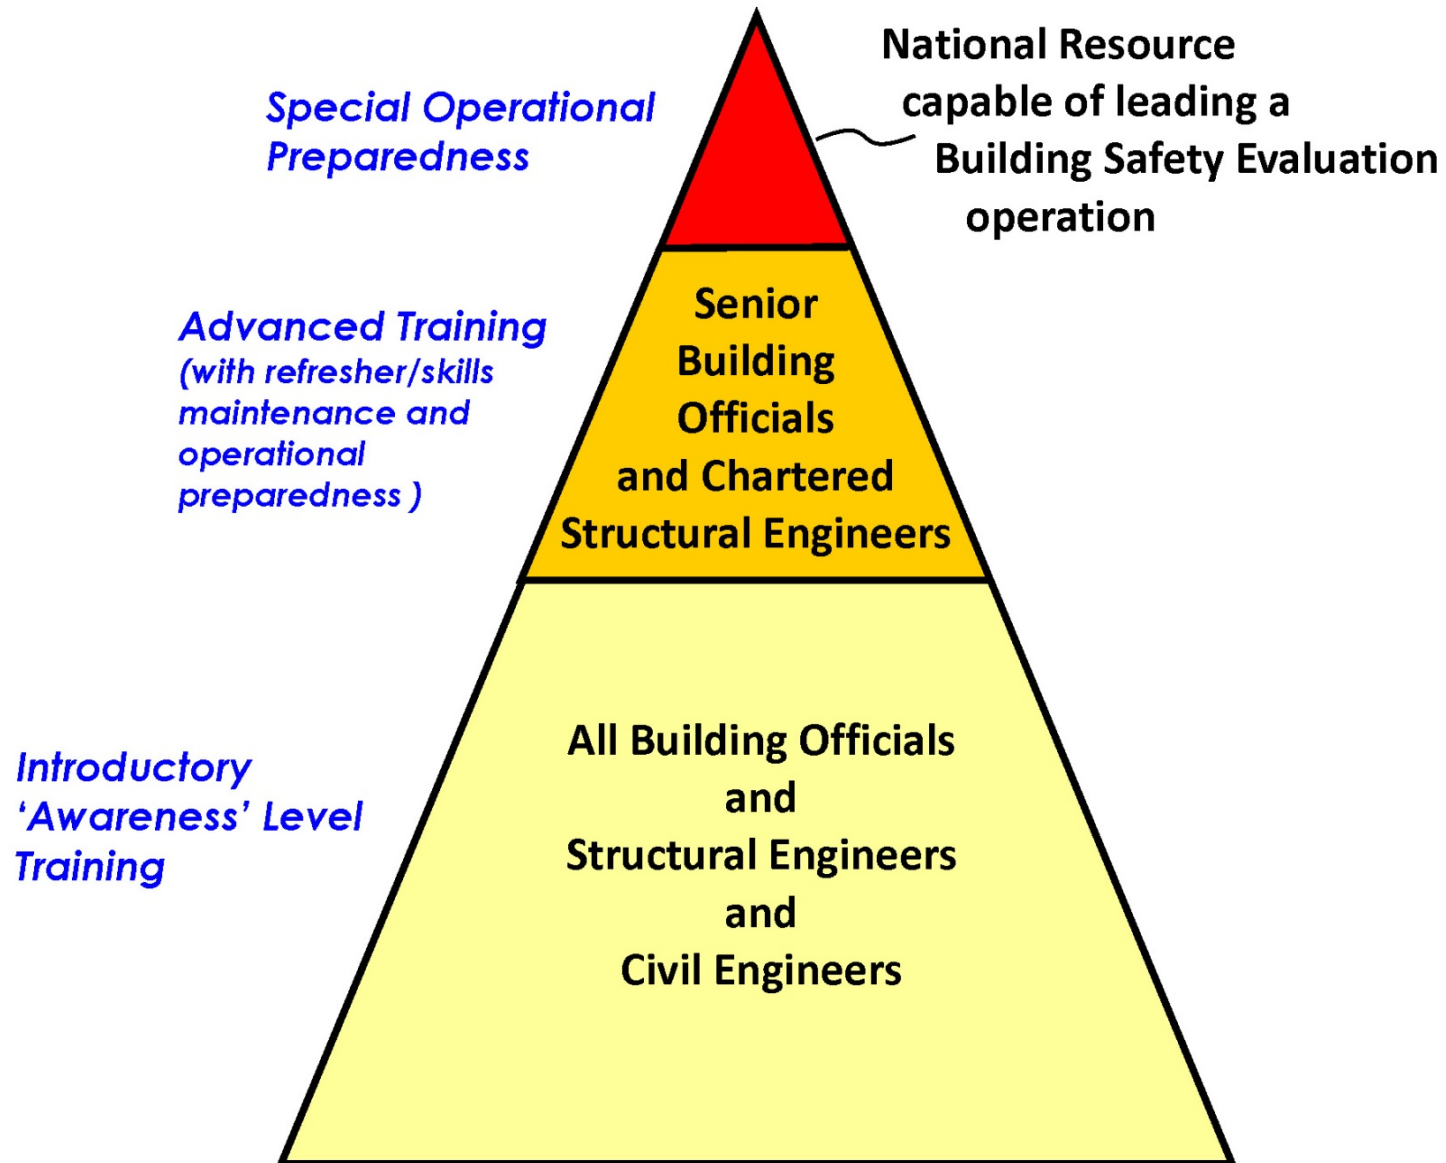 National Resource
capable of leading a
Building Safety Evaluation
operation
Special Operational
Preparedness
Senior
Building
Officials
and Chartered
Structural Engineers
Advanced Training
(with refresher/skills
maintenance and
operational
preparedness )
All Building Officials
and
Structural Engineers
and
Civil Engineers
Introductory
‘Awareness’ Level
Training